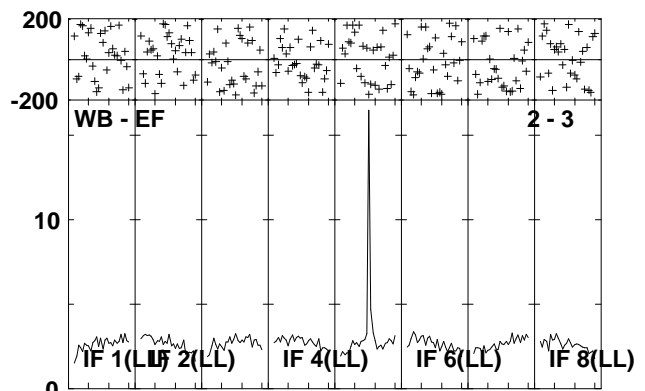 200
-200
WB - EF 2 - 3
10
IF 1(LL) IF 2(LL) IF 4(LL) IF 6(LL) IF 8(LL)
0